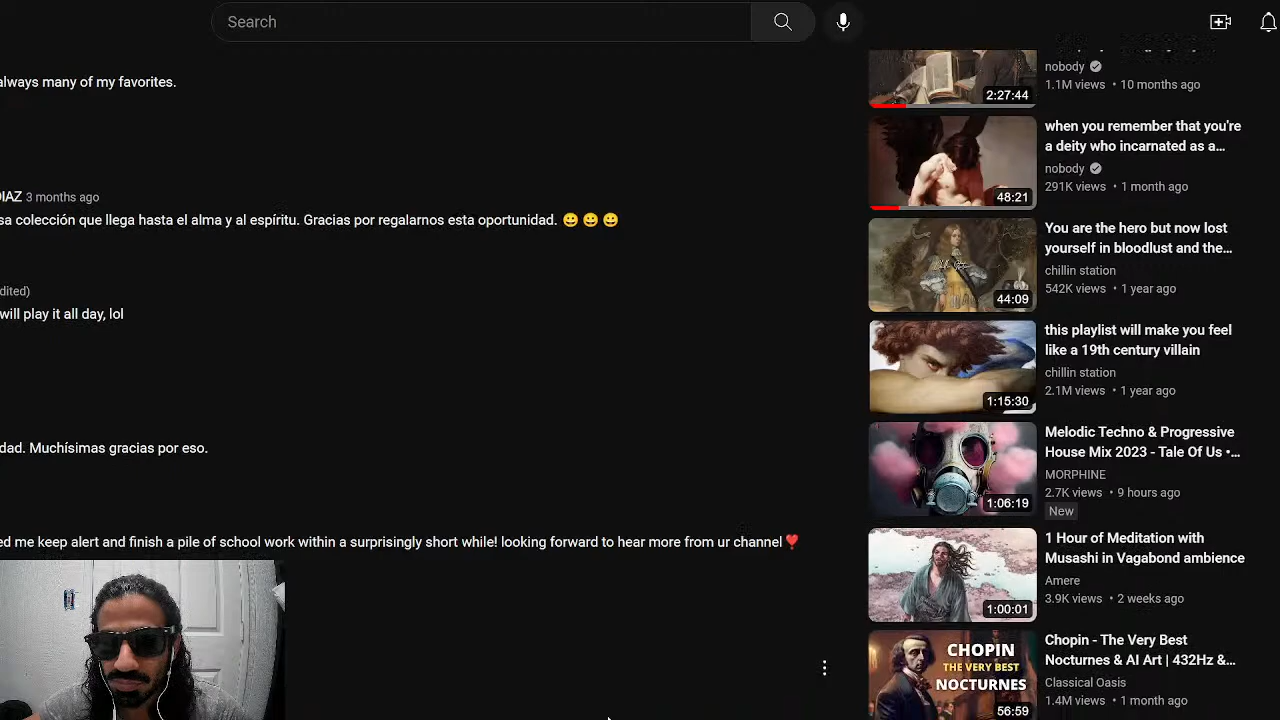 Search
always many of my favorites.
DIAZ 3 months ago
sa colección que llega hasta el alma y al espíritu. Gracias por regalarnos esta oportunidad. 😀 😀 😀
dited)
will play it all day, lol
dad. Muchísimas gracias por eso.
ed me keep alert and finish a pile of school work within a surprisingly short while! looking forward to hear more from ur channel❣️
2:27:44
nobody
1.1M views • 10 months ago
48:21
when you remember that you're
a deity who incarnated as a...
nobody
291K views • 1 month ago
44:09
You are the hero but now lost
yourself in bloodlust and the...
chillin station
542K views • 1 year ago
1:15:30
this playlist will make you feel
like a 19th century villain
chillin station
2.1M views • 1 year ago
1:06:19
Melodic Techno & Progressive
House Mix 2023 - Tale Of Us •...
MORPHINE
2.7K views • 9 hours ago
New
1:00:01
1 Hour of Meditation with
Musashi in Vagabond ambience
Amere
3.9K views • 2 weeks ago
CHOPIN
THE VERY BEST
NOCTURNES
56:59
Chopin - The Very Best
Nocturnes & AI Art | 432Hz &...
Classical Oasis
1.4M views • 1 month ago